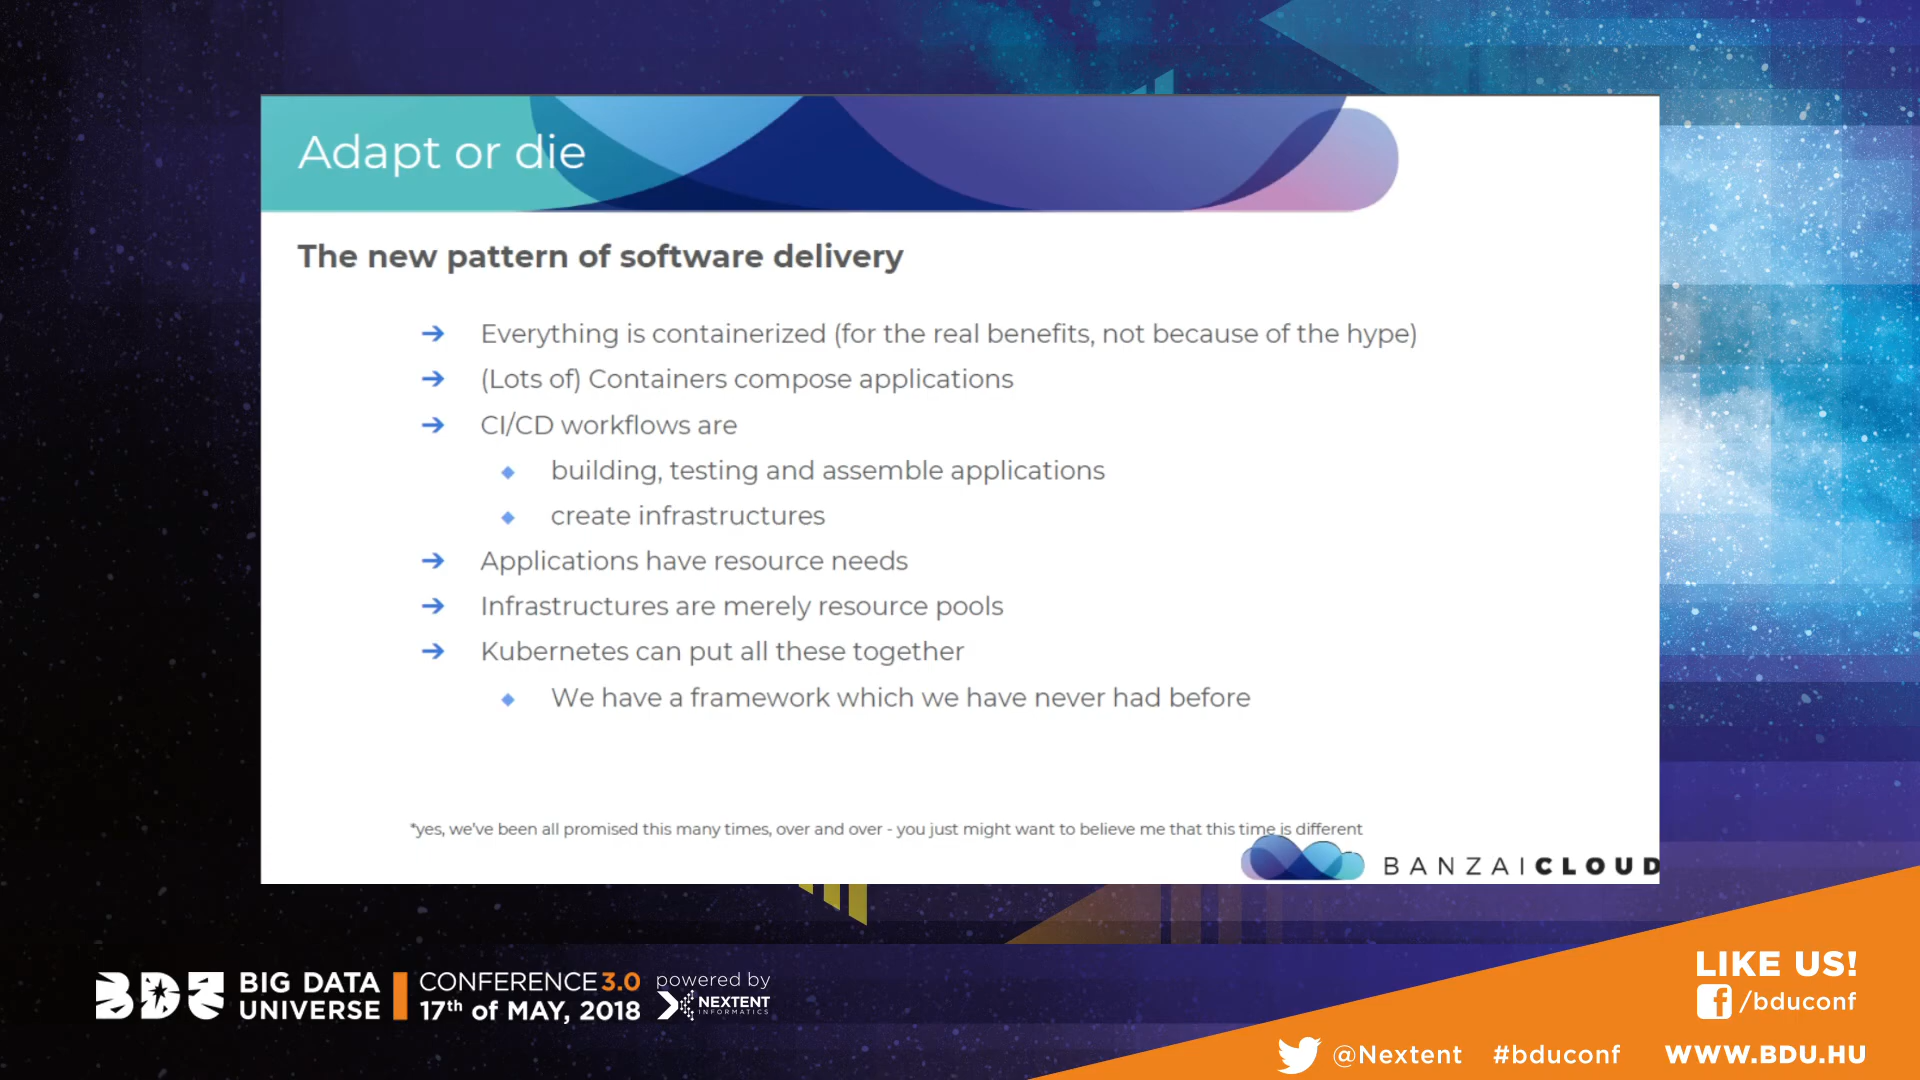 Adapt or die
The new pattern of software delivery
➔ Everything is containerized (for the real benefits, not because of the hype)
➔ (Lots of) Containers compose applications
➔ CI/CD workflows are
◆ building, testing and assemble applications
◆ create infrastructures
➔ Applications have resource needs
➔ Infrastructures are merely resource pools
➔ Kubernetes can put all these together
◆ We have a framework which we have never had before
*yes, we've been all promised this many times, over and over - you just might want to believe me that this time is different
BANZAICLOUD
BDU BIG DATA UNIVERSE
CONFERENCE 3.0
17th of MAY, 2018
powered by
NEXTENT
INFORMATICS
LIKE US!
/bduconf
@Nextent #bduconf WWW.BDU.HU